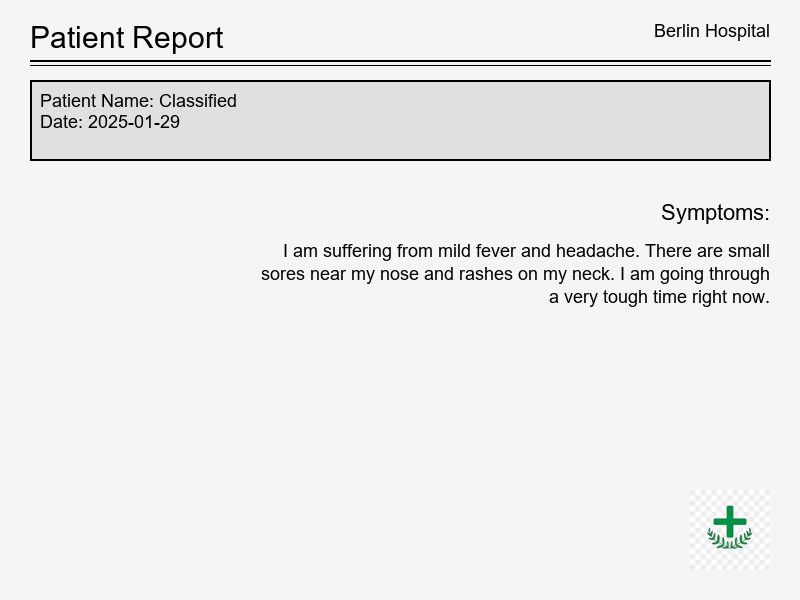 Patient Report
Berlin Hospital
Patient Name: Classified
Date: 2025-01-29
Symptoms:
I am suffering from mild fever and headache. There are small
sores near my nose and rashes on my neck. I am going through
a very tough time right now.